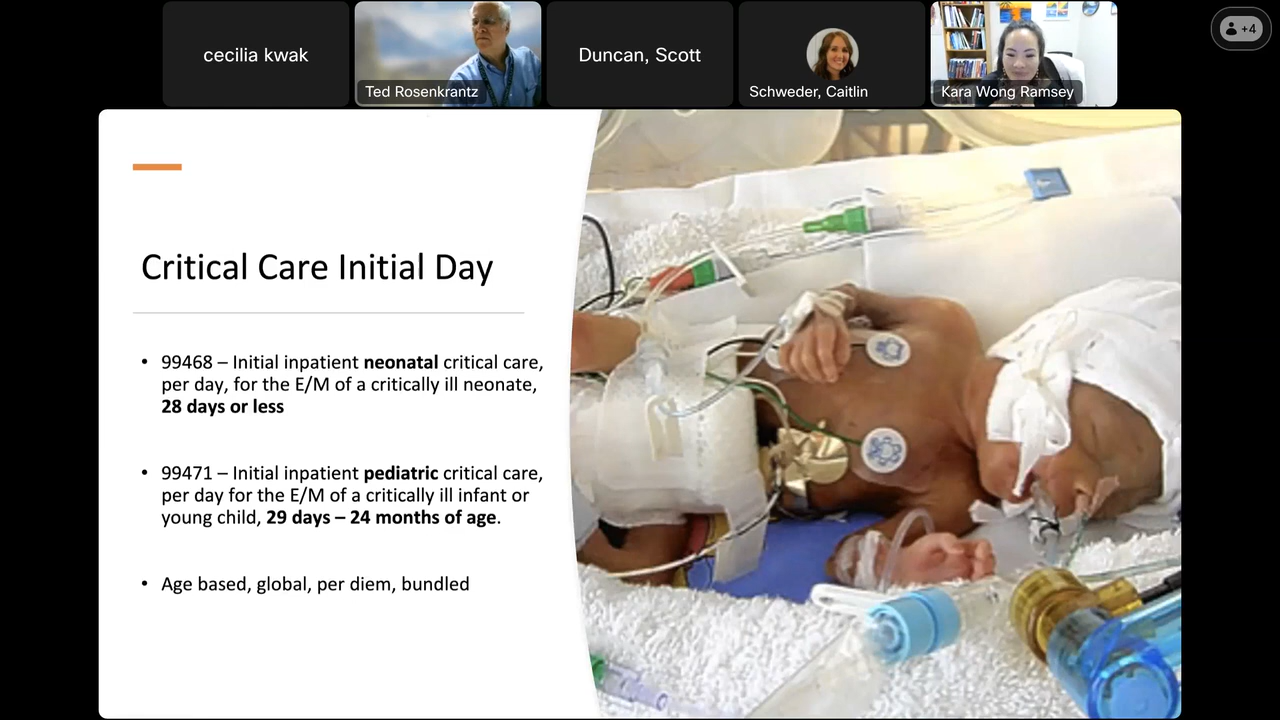 cecilia kwak
Ted Rosenkrantz
Duncan, Scott
Schweder, Caitlin
Kara Wong Ramsey
+4
Critical Care Initial Day
• 99468 – Initial inpatient neonatal critical care,
per day, for the E/M of a critically ill neonate,
28 days or less
• 99471 – Initial inpatient pediatric critical care,
per day for the E/M of a critically ill infant or
young child, 29 days – 24 months of age.
• Age based, global, per diem, bundled